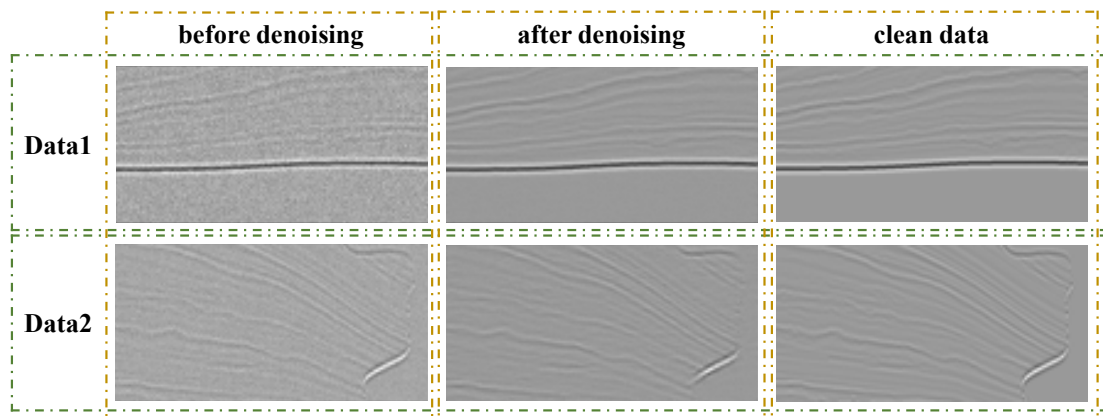 before denoising after denoising clean data
Data1
Data2